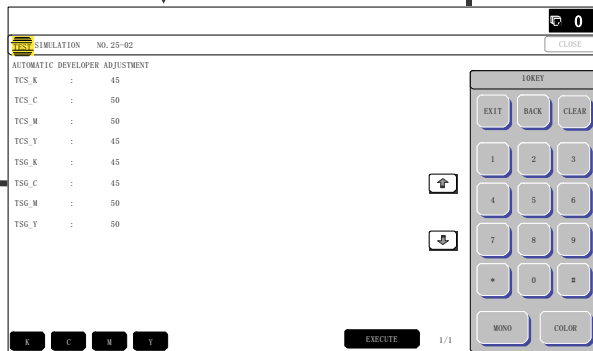 0
TEST SIMULATION NO. 25-02 CLOSE
AUTOMATIC DEVELOPER ADJUSTMENT
TCS_K : 45
TCS_C : 50
TCS_M : 50
TCS_Y : 45
TSG_K : 45
TSG_C : 45
TSG_M : 50
TSG_Y : 50
K C M Y EXECUTE 1/1
10KEY
EXIT BACK CLEAR
1 2 3
4 5 6
7 8 9
* 0 #
MONO COLOR